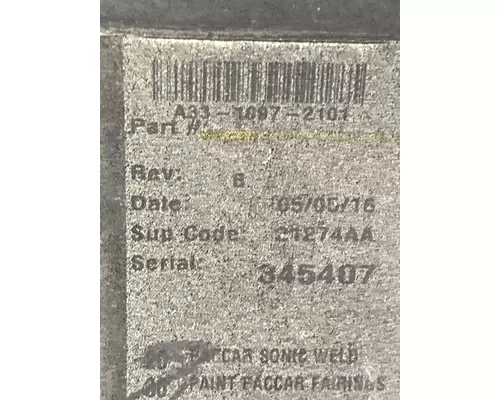 A33-1097-2101
Part #:
Rev: 6
Date: 05/05/16
Sup Code: 21274AA
Serial: 345407
PACCAR SONIC WELD
PAINT PACCAR FAIRINGS